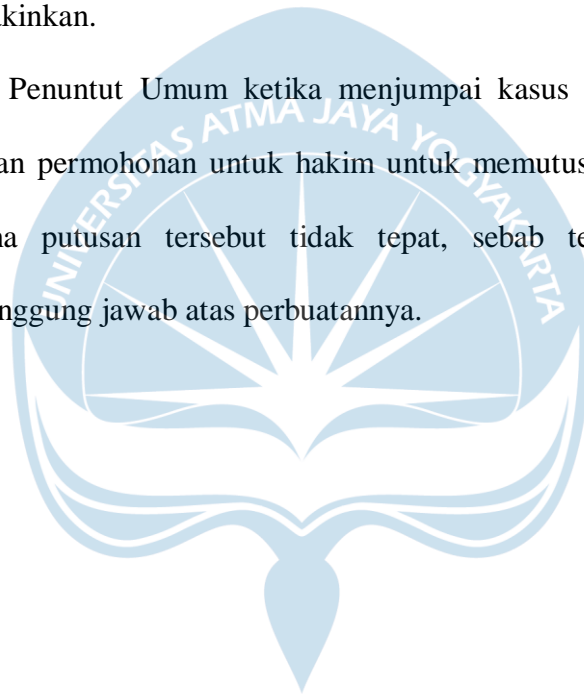 akinkan.
Penuntut Umum ketika menjumpai kasus
an permohonan untuk hakim untuk memutus
na putusan tersebut tidak tepat, sebab te
nggung jawab atas perbuatannya.
UNIVERSITAS ATMA JAYA YOGYAKARTA